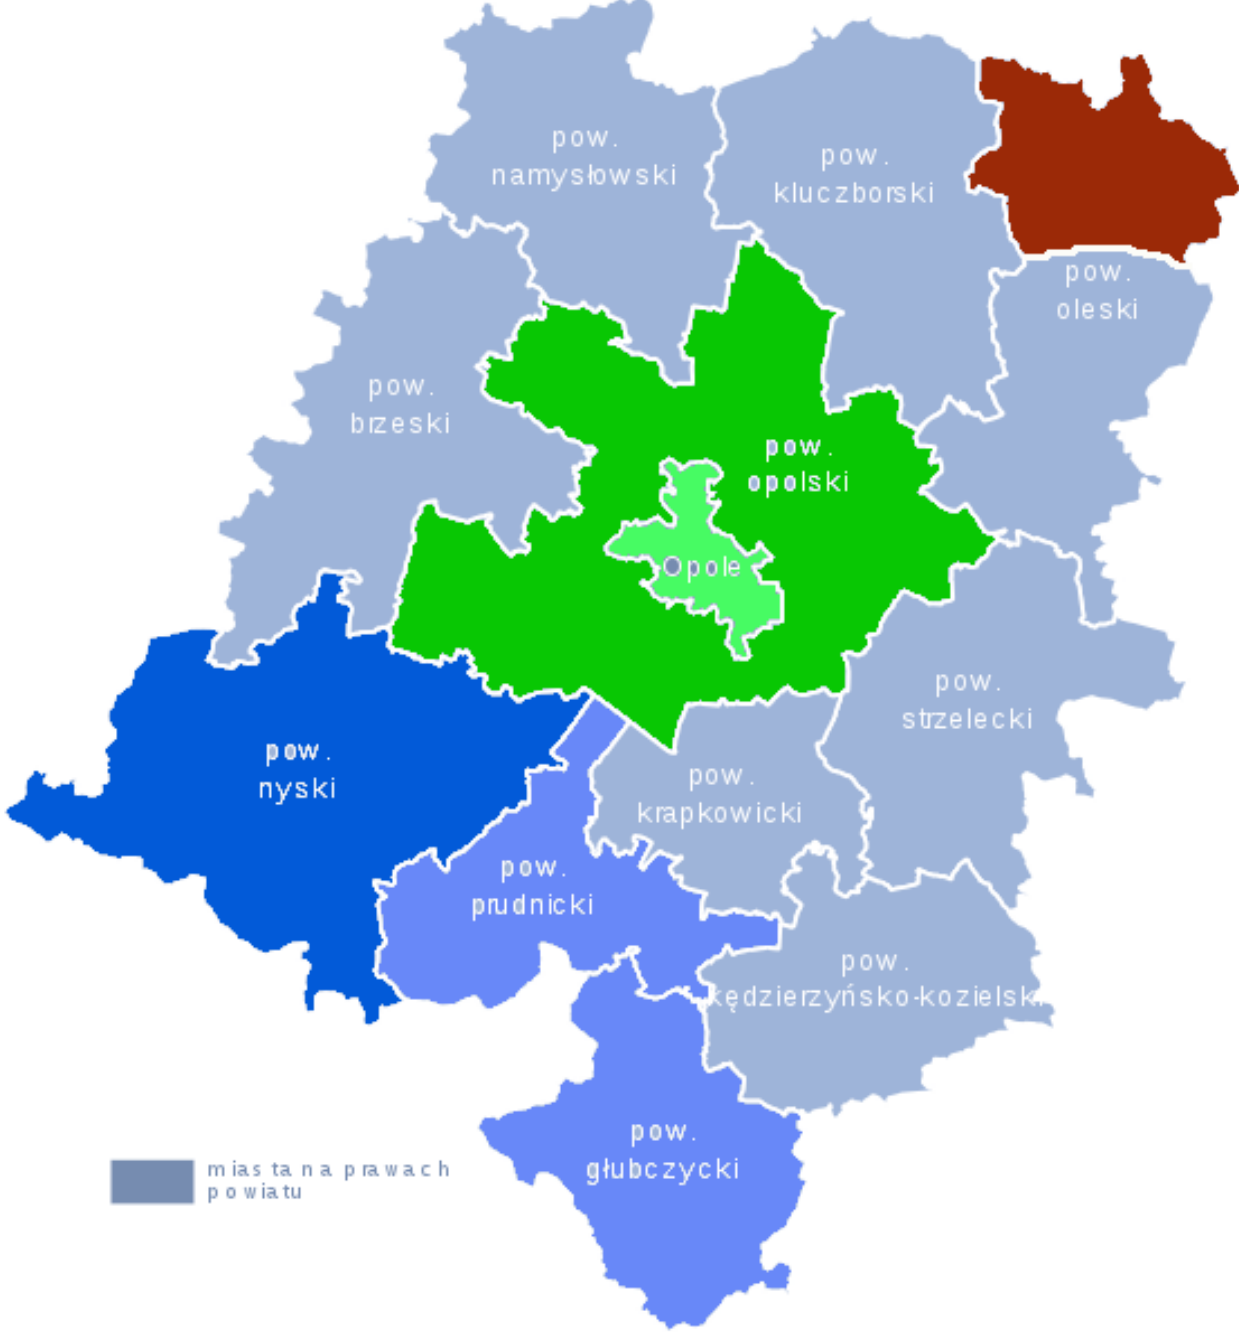 pow.
namysłowski
pow.
kluczborski
pow.
oleski
pow.
brzeski
pow.
opolski
Opole
pow.
strzelecki
pow.
nyski
pow.
krapkowicki
pow.
prudnicki
pow.
kędzierzyńsko-kozielski
pow.
głubczycki
miasta na prawach
powiatu